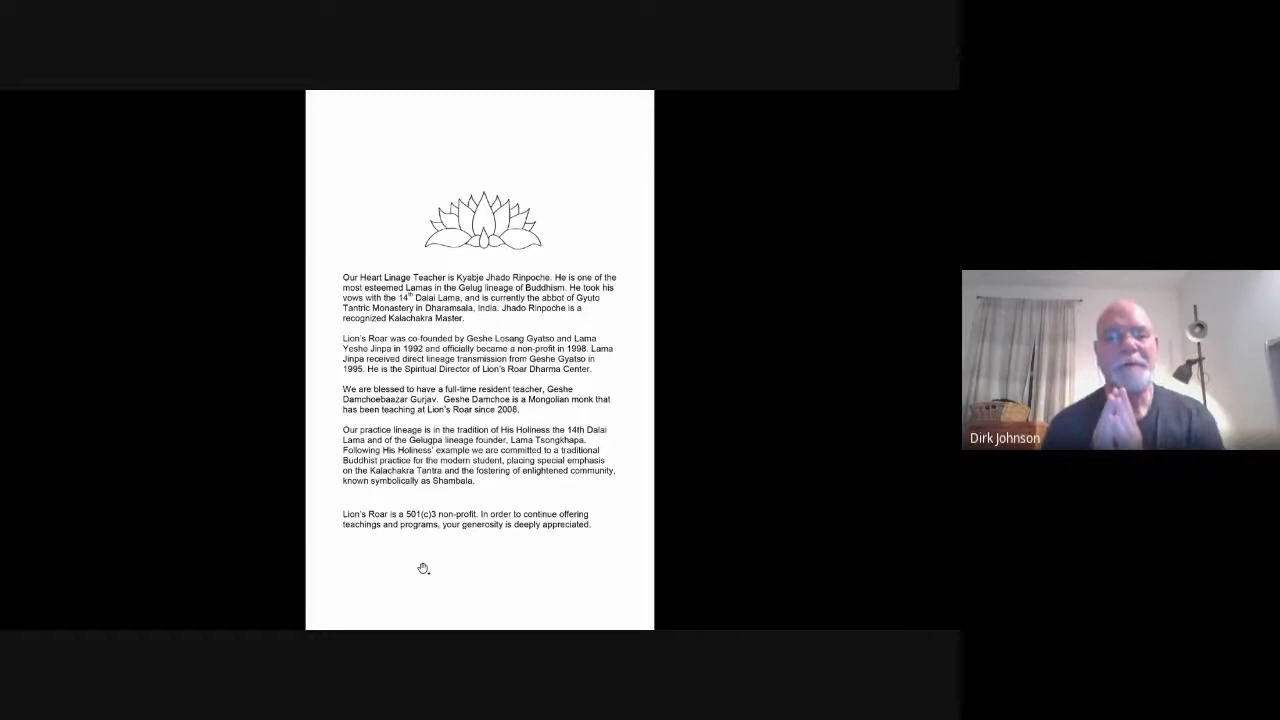 Our Heart Linage Teacher is Kyabje Jhado Rinpoche. He is one of the
most esteemed Lamas in the Gelug lineage of Buddhism. He took his
vows with the 14th Dalai Lama, and is currently the abbot of Gyuto
Tantric Monastery in Dharamsala, India. Jhado Rinpoche is a
recognized Kalachakra Master.
Lion's Roar was co-founded by Geshe Losang Gyatso and Lama
Yeshe Jinpa in 1992 and officially became a non-profit in 1998. Lama
Jinpa received direct lineage transmission from Geshe Gyatso in
1995. He is the Spiritual Director of Lion's Roar Dharma Center.
We are blessed to have a full-time resident teacher, Geshe
Damchoebaazar Gurjav. Geshe Damchoe is a Mongolian monk that
has been teaching at Lion's Roar since 2008.
Our practice lineage is in the tradition of His Holiness the 14th Dalai
Lama and of the Gelugpa lineage founder, Lama Tsongkhapa.
Following His Holiness' example we are committed to a traditional
Buddhist practice for the modern student, placing special emphasis
on the Kalachakra Tantra and the fostering of enlightened community,
known symbolically as Shambala.
Lion's Roar is a 501(c)3 non-profit. In order to continue offering
teachings and programs, your generosity is deeply appreciated.
Dirk Johnson